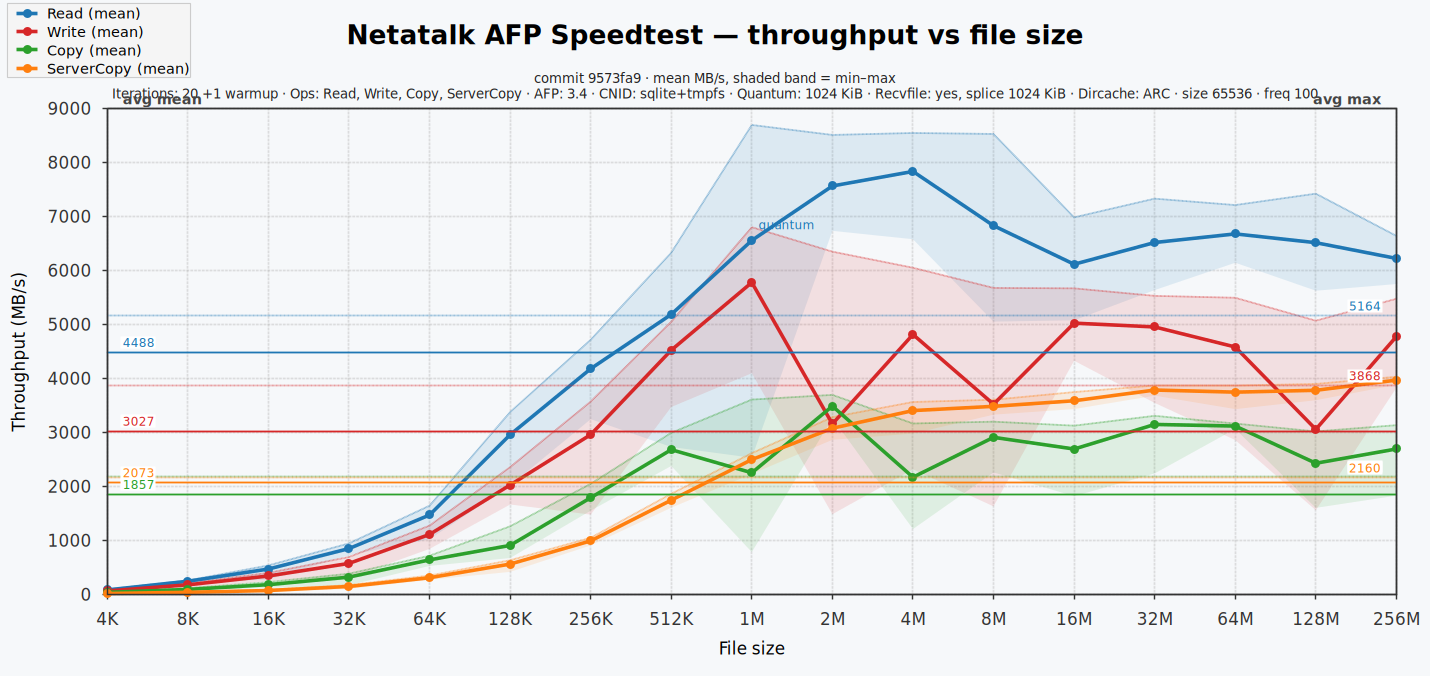 Read (mean)
Write (mean)
Copy (mean)
ServerCopy (mean)
Netatalk AFP Speedtest — throughput vs file size
commit 9573fa9 · mean MB/s, shaded band = min–max
Iterations: 20 +1 warmup · Ops: Read, Write, Copy, ServerCopy · AFP: 3.4 · CNID: sqlite+tmpfs · Quantum: 1024 KiB · Recvfile: yes, splice 1024 KiB · Dircache: ARC · size 65536 · freq 100
avg mean
avg max
9000
8000
7000
6000
5000
4000
3000
2000
1000
0
Throughput (MB/s)
quantum
4488
3027
2073
1857
5164
3868
2160
4K 8K 16K 32K 64K 128K 256K 512K 1M 2M 4M 8M 16M 32M 64M 128M 256M
File size